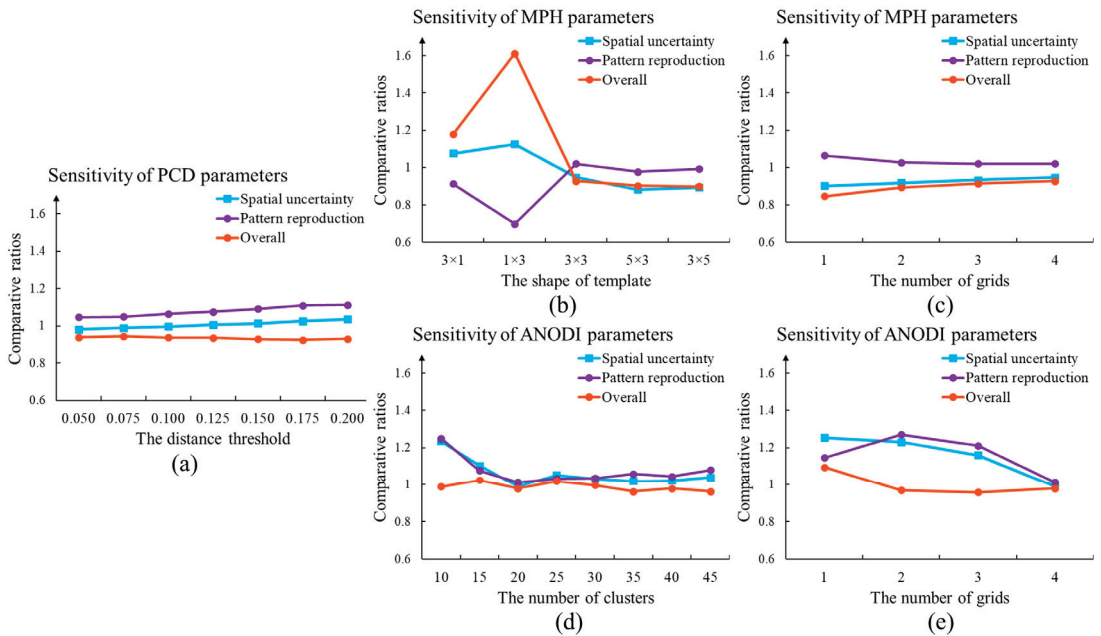 Sensitivity of PCD parameters
Spatial uncertainty
Pattern reproduction
Overall
Comparative ratios
1.6
1.4
1.2
1
0.8
0.6
0.050 0.075 0.100 0.125 0.150 0.175 0.200
The distance threshold
(a)
Sensitivity of MPH parameters
Spatial uncertainty
Pattern reproduction
Overall
Comparative ratios
1.6
1.4
1.2
1
0.8
0.6
3×1 1×3 3×3 5×3 3×5
The shape of template
(b)
Sensitivity of MPH parameters
Spatial uncertainty
Pattern reproduction
Overall
Comparative ratios
1.6
1.4
1.2
1
0.8
0.6
1 2 3 4
The number of grids
(c)
Sensitivity of ANODI parameters
Spatial uncertainty
Pattern reproduction
Overall
Comparative ratios
1.6
1.4
1.2
1
0.8
0.6
10 15 20 25 30 35 40 45
The number of clusters
(d)
Sensitivity of ANODI parameters
Spatial uncertainty
Pattern reproduction
Overall
Comparative ratios
1.6
1.4
1.2
1
0.8
0.6
1 2 3 4
The number of grids
(e)